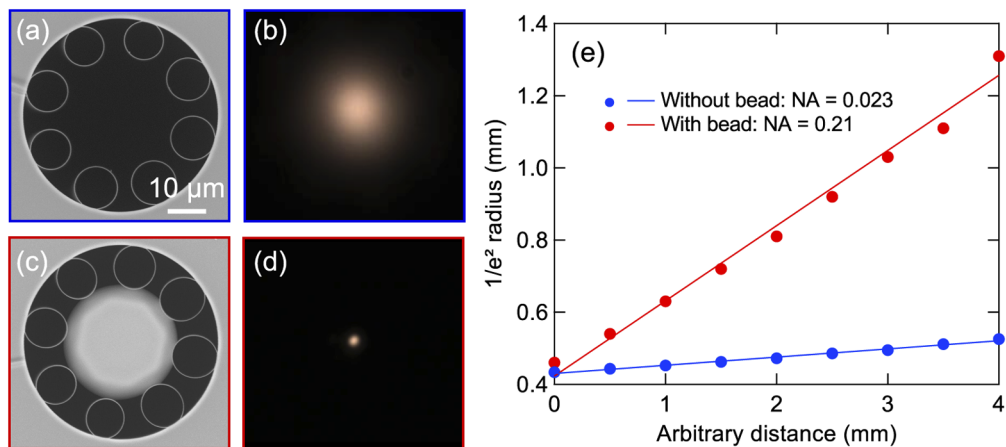 (a)
10 µm
(b)
(c)
(d)
(e)
Without bead: NA = 0.023
With bead: NA = 0.21
1/e² radius (mm)
1.4
1.2
1.0
0.8
0.6
0.4
0
1
2
3
4
Arbitrary distance (mm)